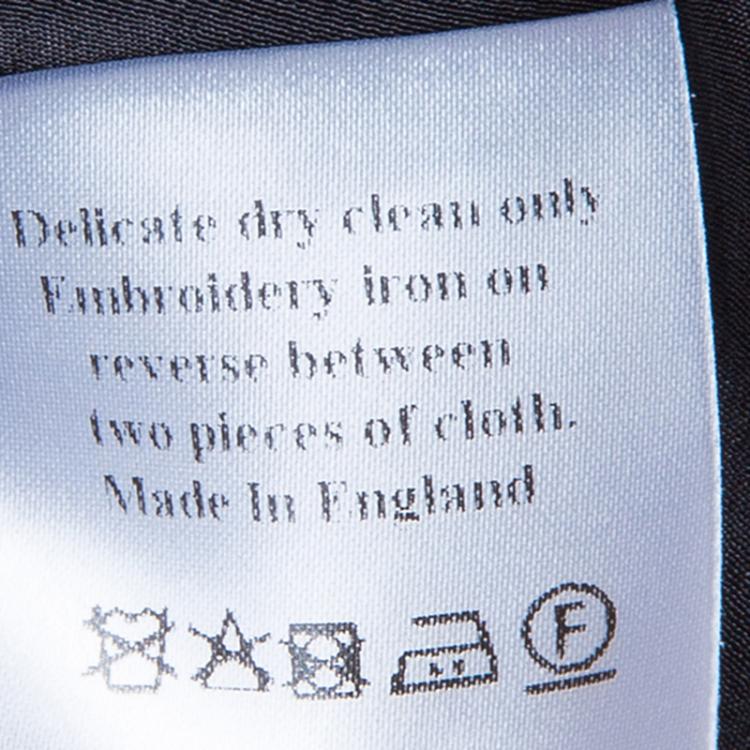 Delicate dry clean only
Embroidery iron on
reverse between
two pieces of cloth.
Made In England
F